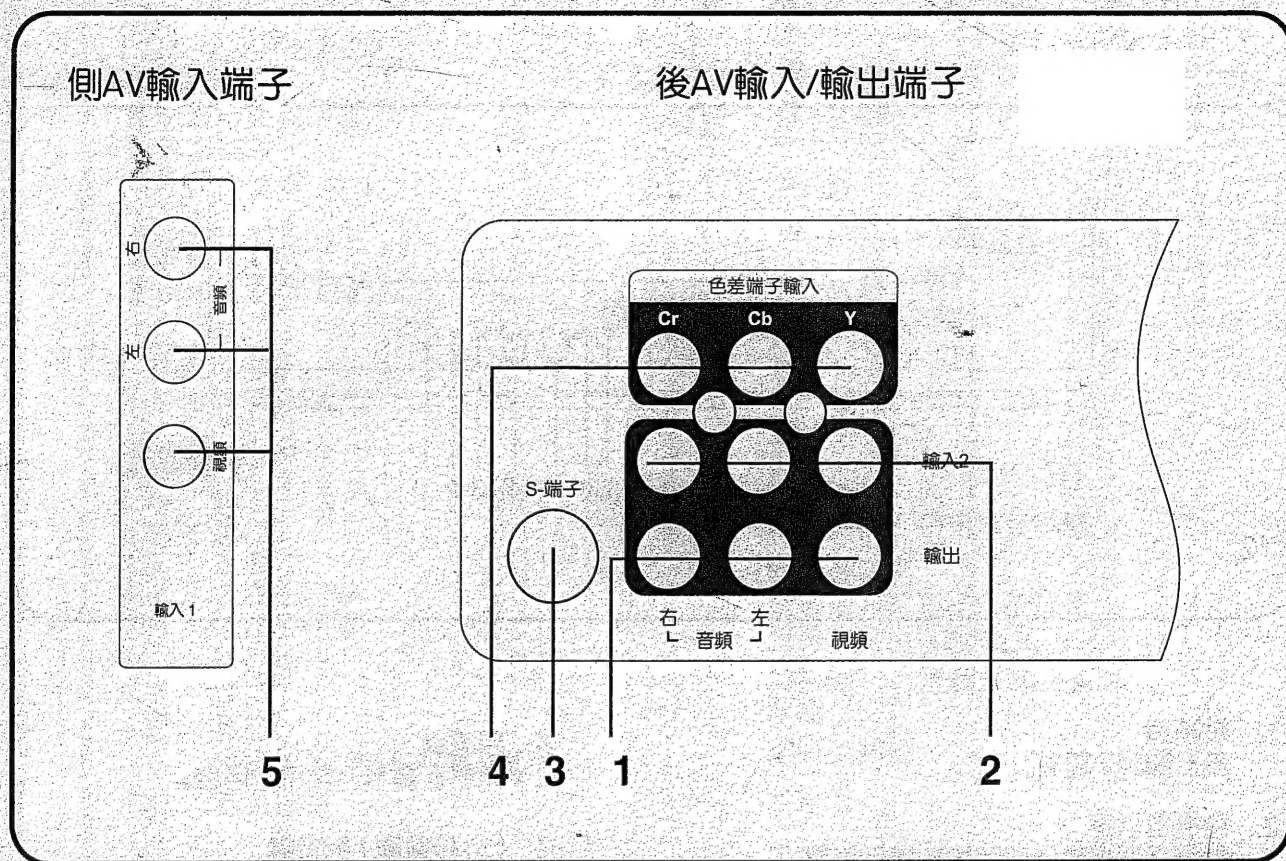 側AV輸入端子
後AV輸入/輸出端子
右
音頻
左
視頻
輸入 1
色差端子輸入
Cr Cb Y
輸入2
S-端子
輸出
右 左
音頻 視頻
5 4 3 1 2